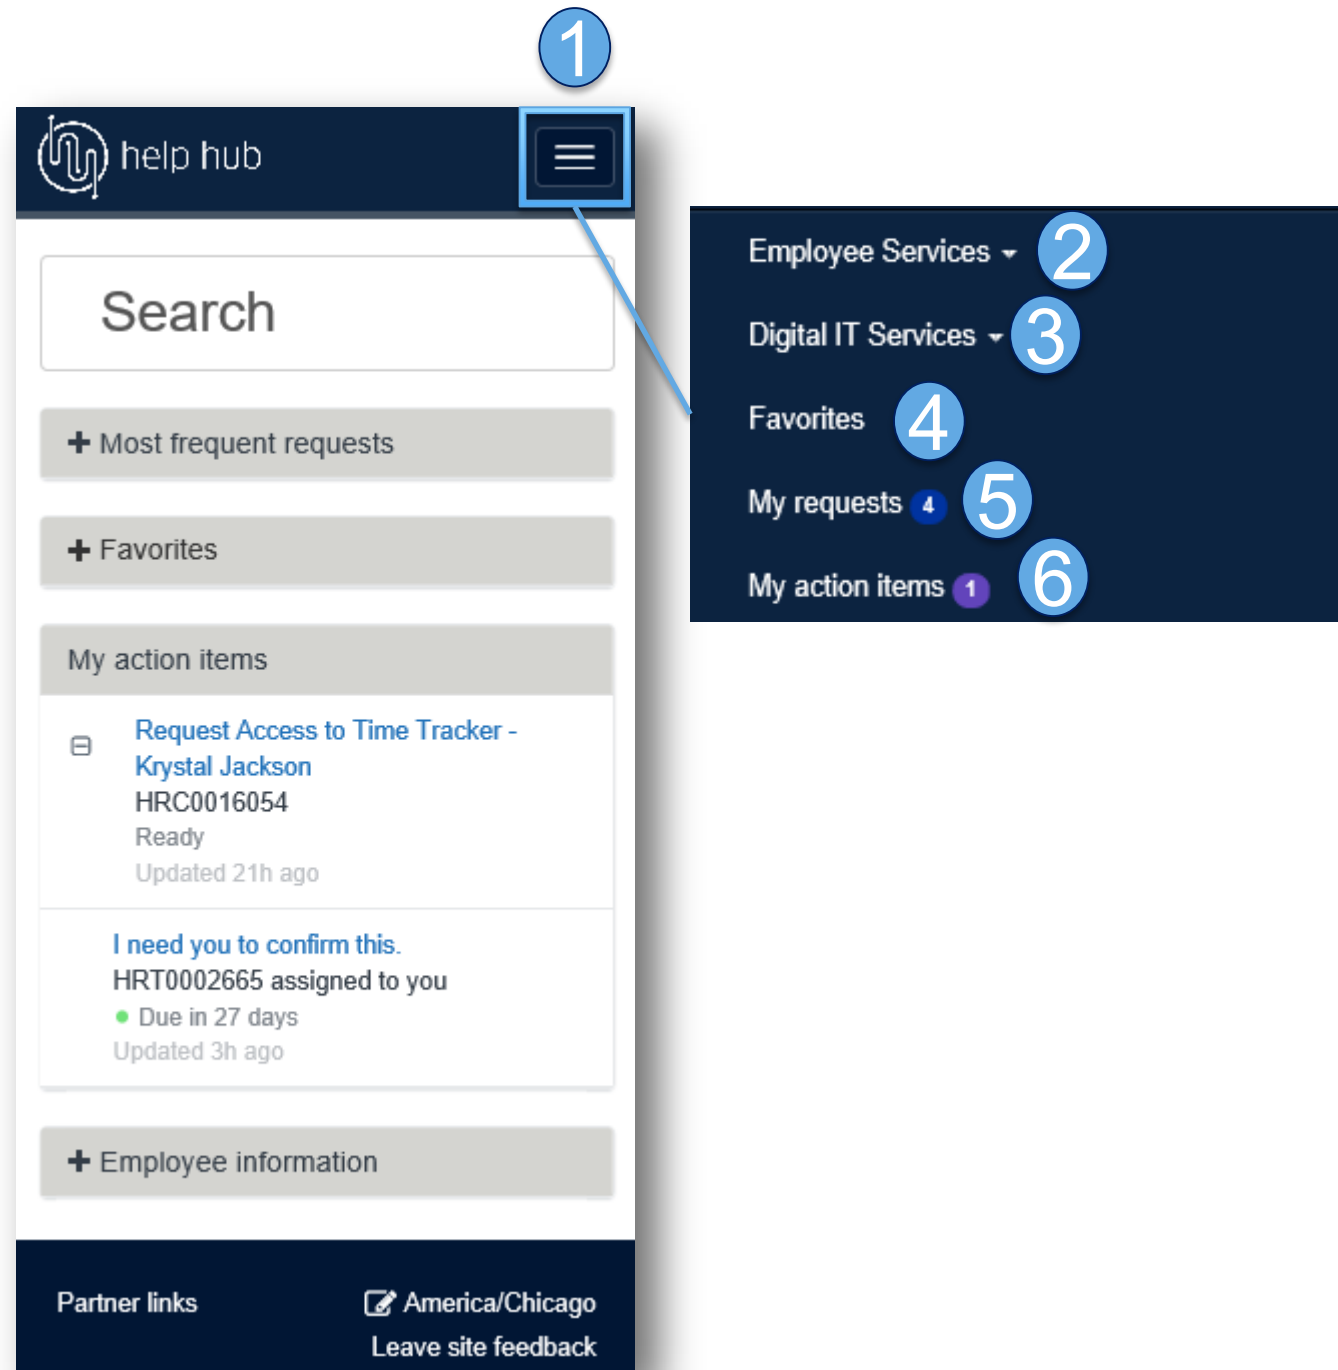 1
help hub
Search
Most frequent requests
Favorites
My action items
Request Access to Time Tracker -
Krystal Jackson
HRC0016054
Ready
Updated 21h ago
I need you to confirm this.
HRT0002665 assigned to you
Due in 27 days
Updated 3h ago
Employee information
Partner links
America/Chicago
Leave site feedback
Employee Services 2
Digital IT Services 3
Favorites 4
My requests 4 5
My action items 1 6